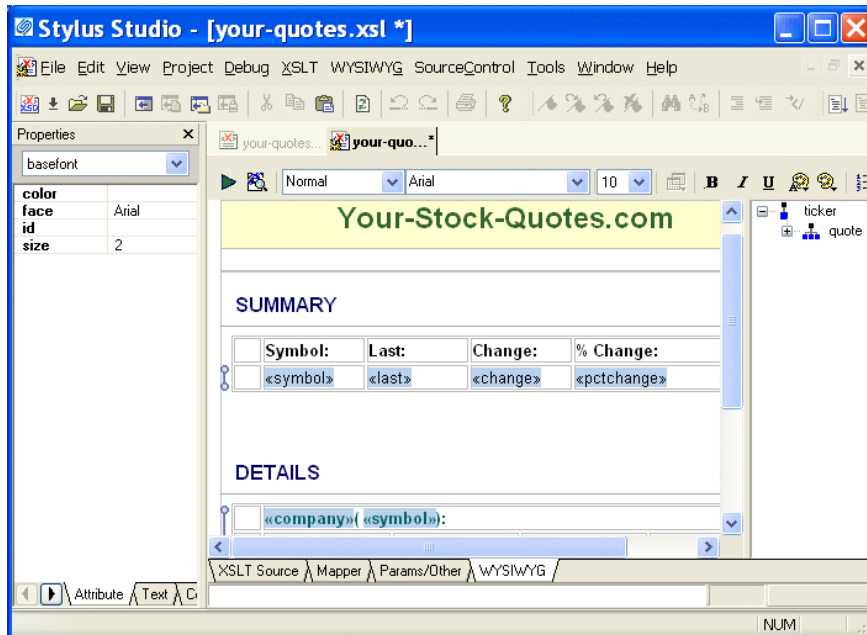 Stylus Studio - [your-quotes.xsl *]
File Edit View Project Debug XSLT WYSIWYG SourceControl Tools Window Help
Properties
basefont
color
face Arial
id
size 2
Attribute Text
your-quotes... your-quo...*
Normal Arial 10 B I U
Your-Stock-Quotes.com
SUMMARY
Symbol: Last: Change: % Change:
«symbol» «last» «change» «pctchange»
DETAILS
«company»( «symbol»):
XSLT Source Mapper Params/Other WYSIWYG
ticker
quote
NUM